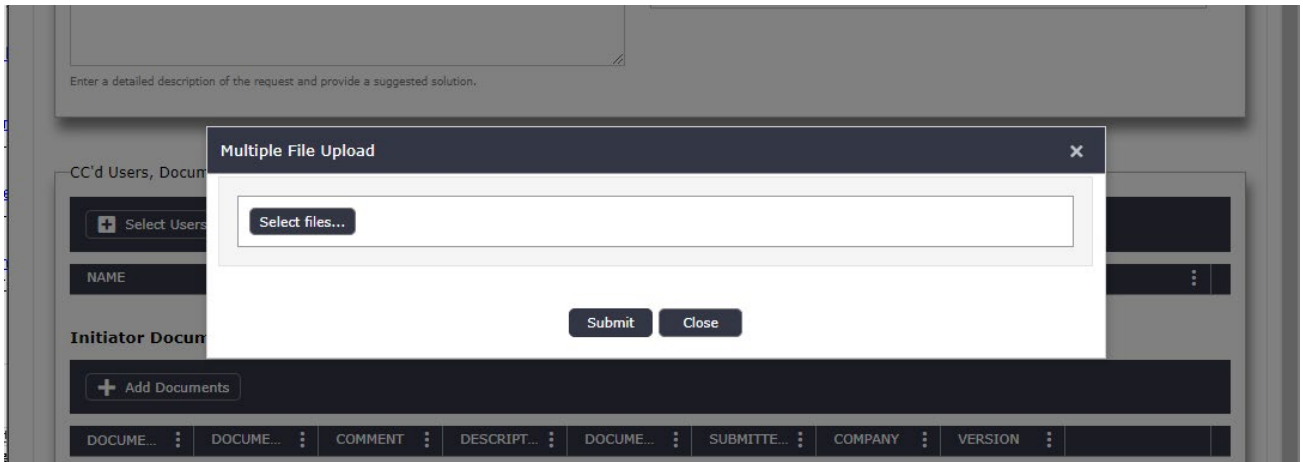 Enter a detailed description of the request and provide a suggested solution.
Multiple File Upload
CC'd Users, Docum
Select Users
Select files...
NAME
Submit Close
Initiator Docum
Add Documents
DOCUME... DOCUME... COMMENT DESCRIPT... DOCUME... SUBMITTE... COMPANY VERSION